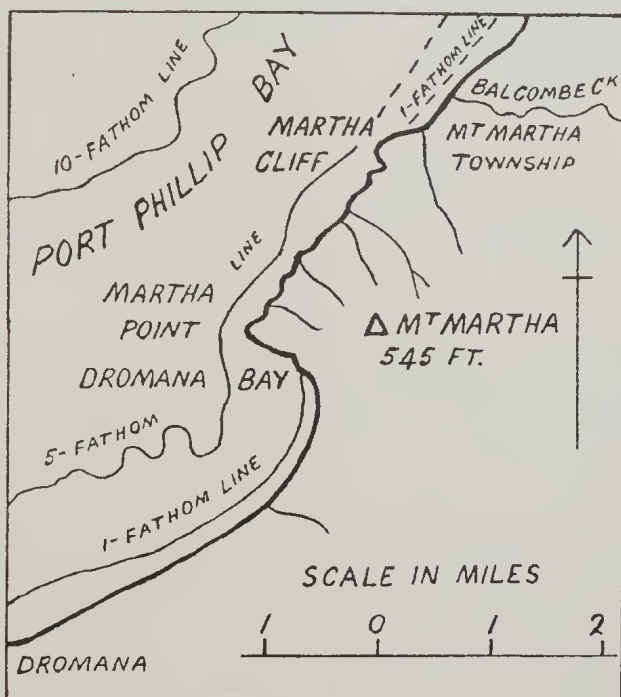 10-FATHOM LINE
PORT PHILLIP BAY
1-FATHOM LINE
BALCOMBE CK
MARTHA
CLIFF
MT MARTHA
TOWNSHIP
LINE
MARTHA
POINT
MT MARTHA
545 FT.
DROMANA BAY
5-FATHOM
1-FATHOM LINE
SCALE IN MILES
1 0 1 2
DROMANA